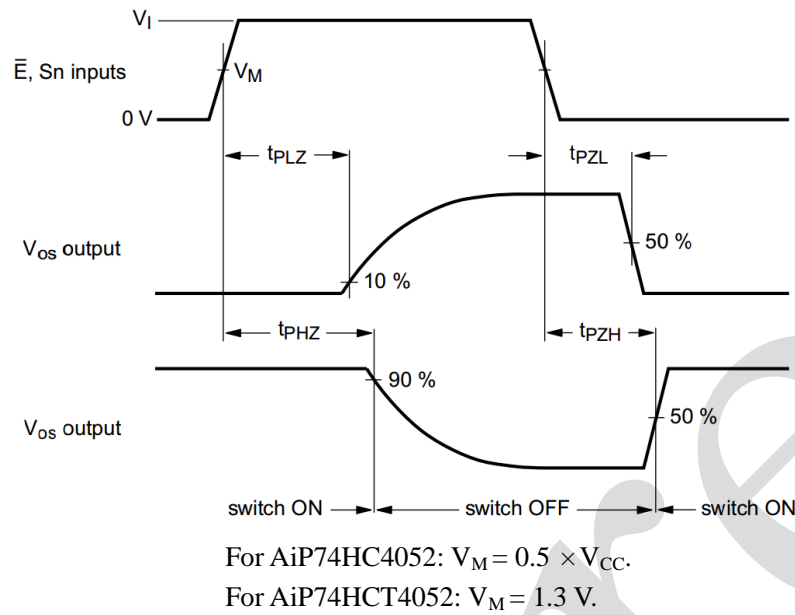 V_I
E̅, Sn inputs
V_M
0 V
t_PLZ
t_PZL
V_os output
50 %
10 %
t_PHZ
t_PZH
90 %
V_os output
50 %
switch ON
switch OFF
switch ON
For AiP74HC4052: V_M = 0.5 × V_CC.
For AiP74HCT4052: V_M = 1.3 V.